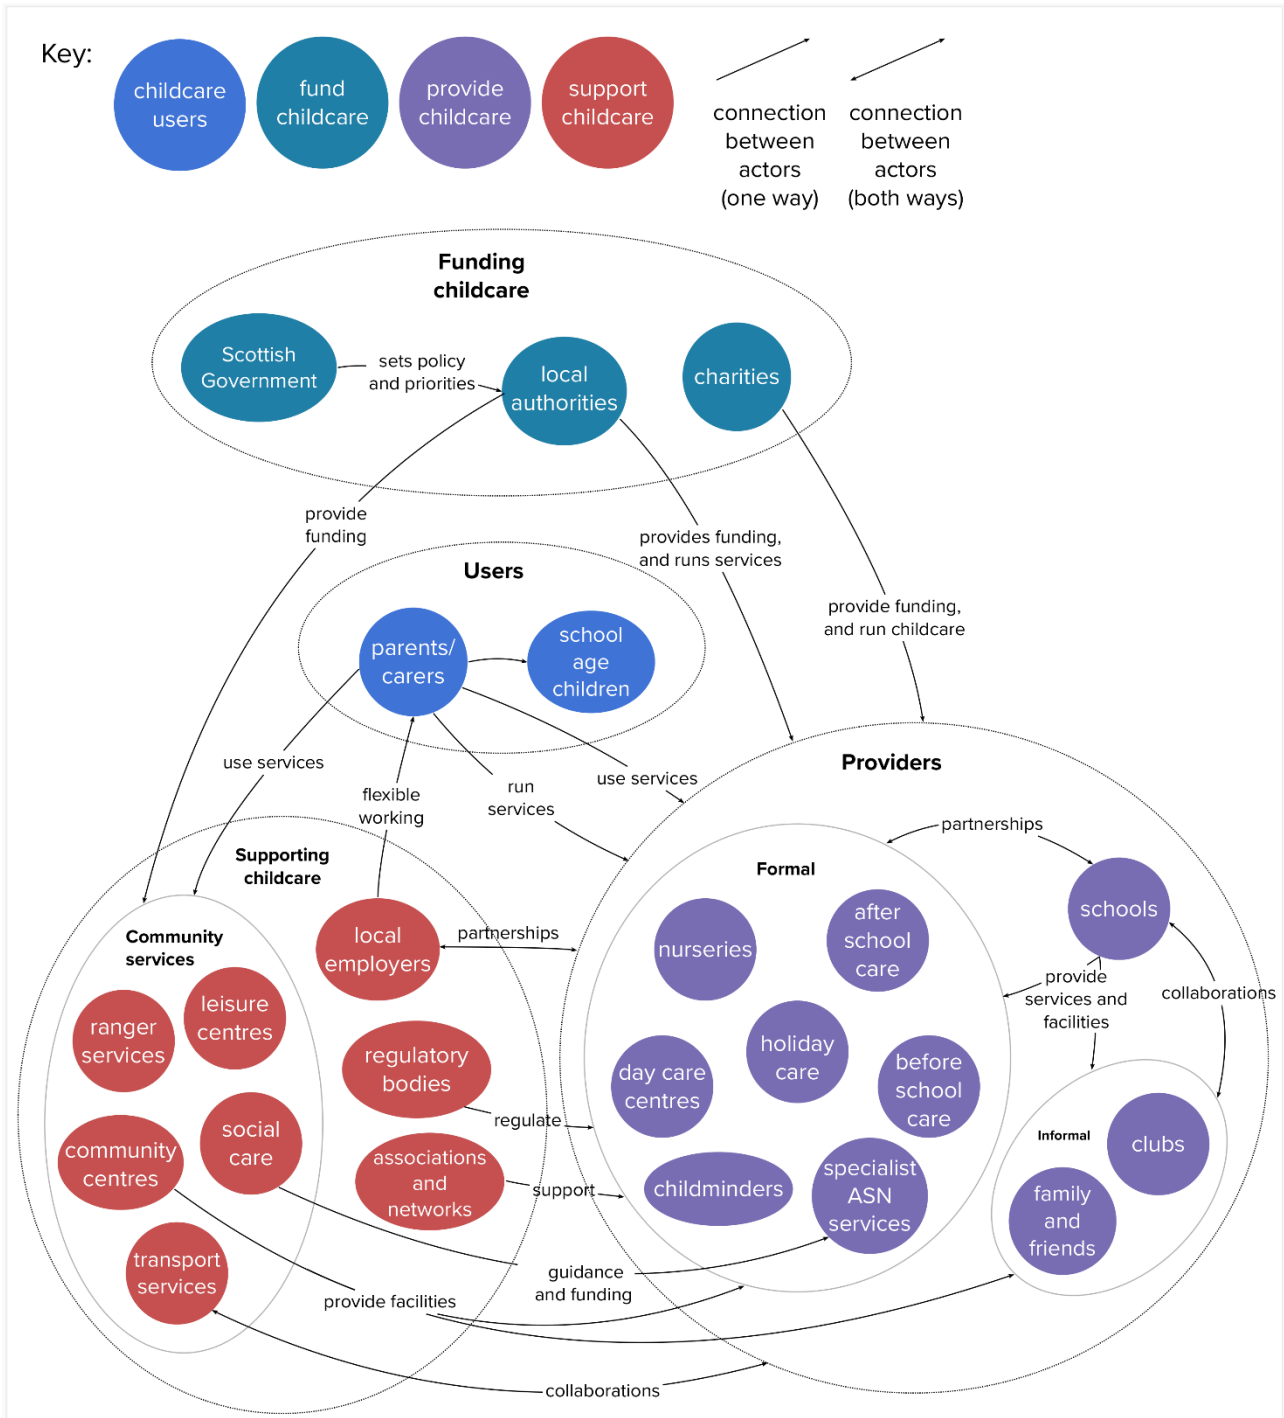 Key:
childcare
users
fund
childcare
provide
childcare
support
childcare
connection
between
actors
(one way)
connection
between
actors
(both ways)
Funding
childcare
Scottish
Government
sets policy
and priorities
local
authorities
charities
provide
funding
provides funding,
and runs services
provide funding,
and run childcare
Users
parents/
carers
school
age
children
use services
flexible
working
run
services
use services
Providers
Supporting
childcare
Community
services
ranger
services
leisure
centres
community
centres
social
care
transport
services
local
employers
partnerships
regulatory
bodies
regulate
associations
and
networks
support
Formal
nurseries
after
school
care
holiday
care
day care
centres
before
school
care
childminders
specialist
ASN
services
partnerships
schools
provide
services and
facilities
collaborations
Informal
clubs
family
and
friends
guidance
and funding
provide facilities
collaborations